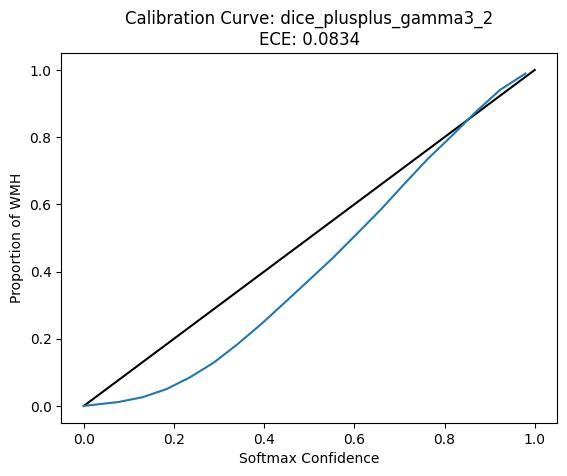 Calibration Curve: dice_plusplus_gamma3_2
ECE: 0.0834
1.0
0.8
0.6
0.4
0.2
0.0
Proportion of WMH
0.0 0.2 0.4 0.6 0.8 1.0
Softmax Confidence